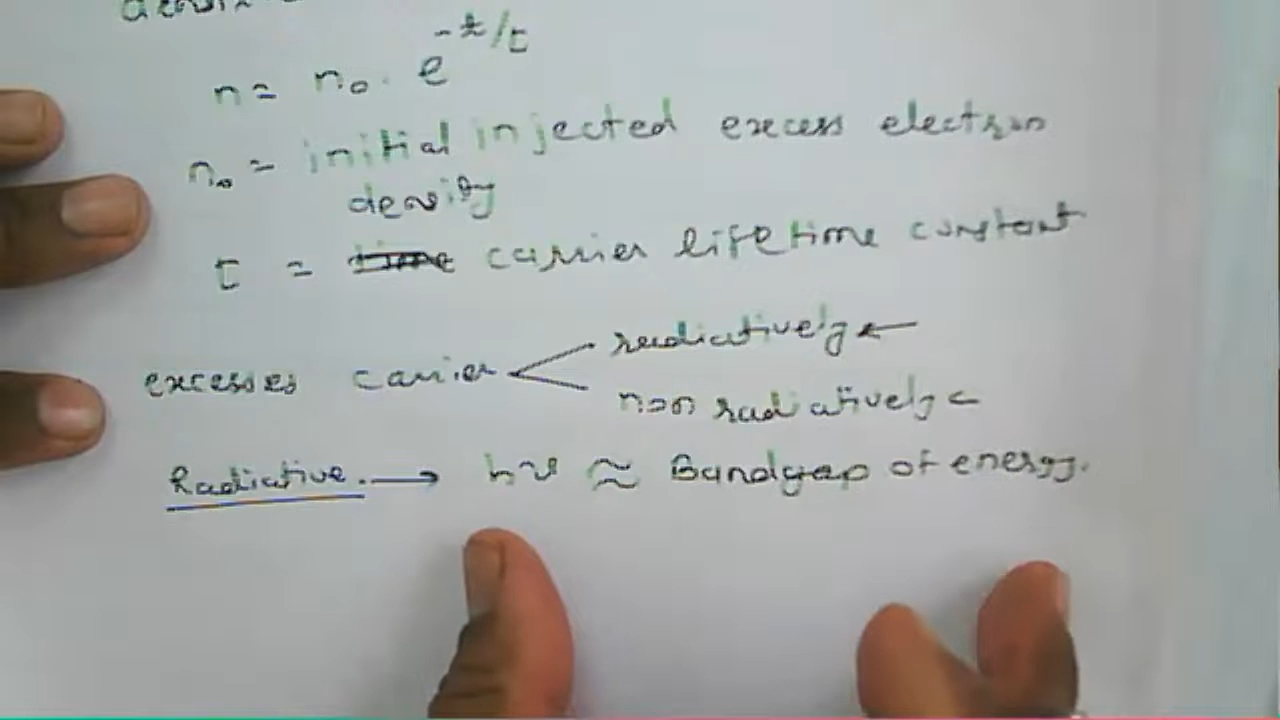 n = n₀ · e^(-t/τ)
n₀ = initial injected excess electron
density
τ = carrier lifetime constant
excesses carrier < radiatively ←
non radiatively ←
Radiative. → hν ≈ Bandgap of energy.